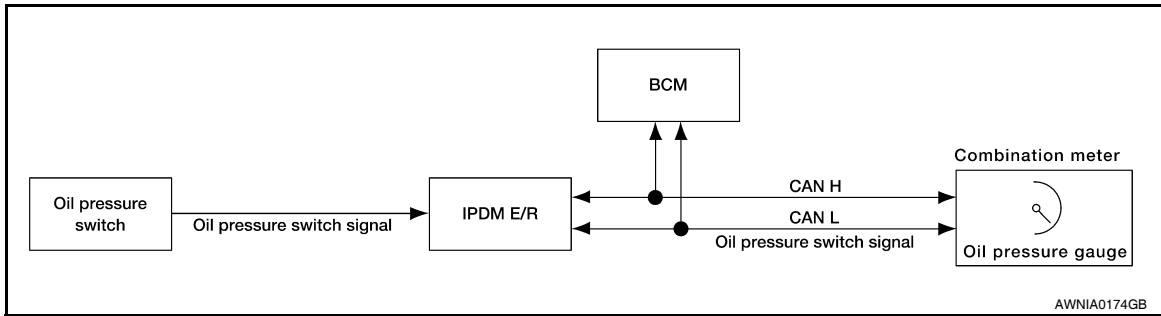 BCM
Combination meter
Oil pressure
switch
Oil pressure switch signal
IPDM E/R
CAN H
CAN L
Oil pressure switch signal
Oil pressure gauge
AWNIA0174GB